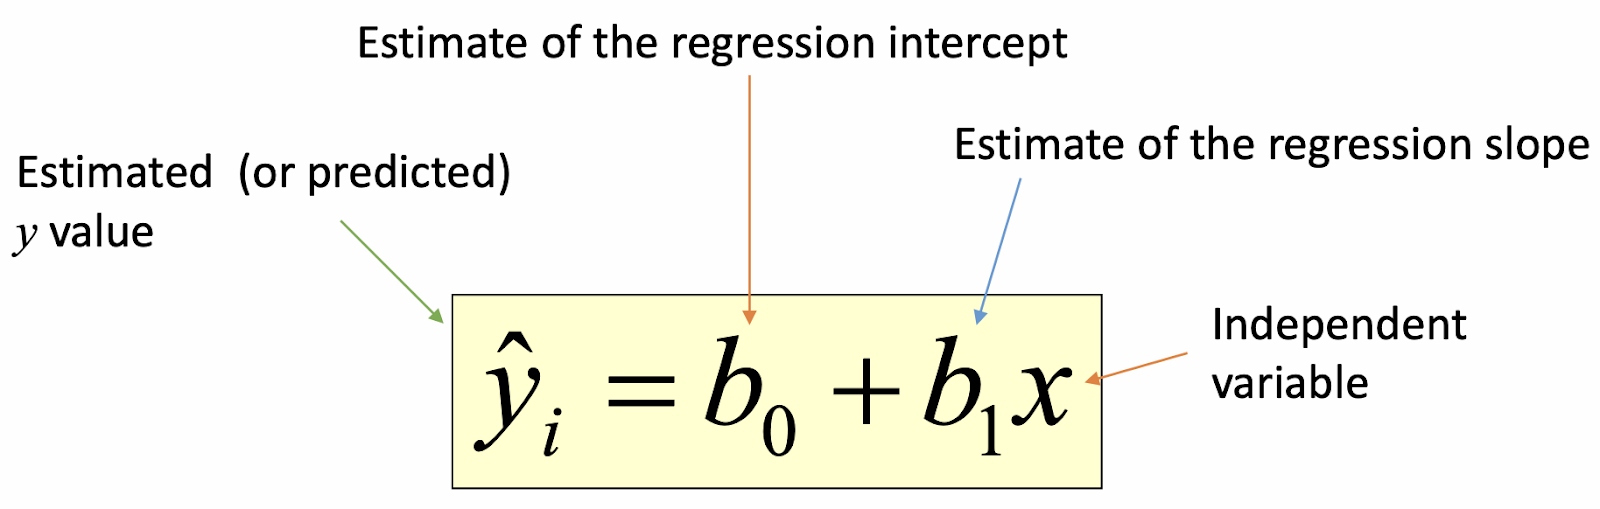 Estimate of the regression intercept
Estimate of the regression slope
Estimated (or predicted)
y value
Independent
variable
ŷᵢ = b₀ + b₁x